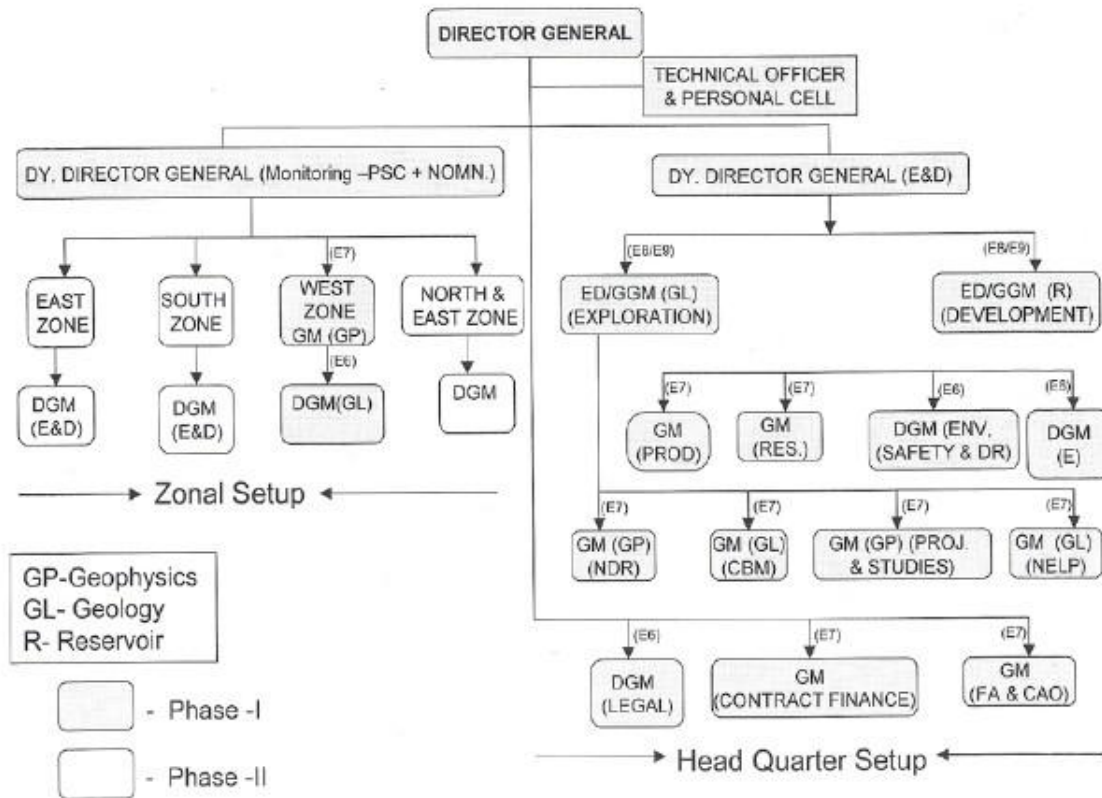 DIRECTOR GENERAL
TECHNICAL OFFICER
& PERSONAL CELL
DY. DIRECTOR GENERAL (Monitoring –PSC + NOMN.)
DY. DIRECTOR GENERAL (E&D)
(E7)
EAST
ZONE
SOUTH
ZONE
WEST
ZONE
GM (GP)
NORTH &
EAST ZONE
(E6)
DGM
(E&D)
DGM
(E&D)
DGM(GL)
DGM
Zonal Setup
(E8/E9)
(E8/E9)
ED/GGM (GL)
(EXPLORATION)
ED/GGM (R)
(DEVELOPMENT)
(E7)
(E7)
(E6)
(E6)
GM
(PROD)
GM
(RES.)
DGM (ENV,
(SAFETY & DR)
DGM
(E)
(E7)
(E7)
(E7)
(E7)
GM (GP)
(NDR)
GM (GL)
(CBM)
GM (GP) (PROJ.
& STUDIES)
GM (GL)
(NELP)
(E6)
(E7)
(E7)
DGM
(LEGAL)
GM
(CONTRACT FINANCE)
GM
(FA & CAO)
Head Quarter Setup
GP-Geophysics
GL- Geology
R- Reservoir
- Phase -I
- Phase -II